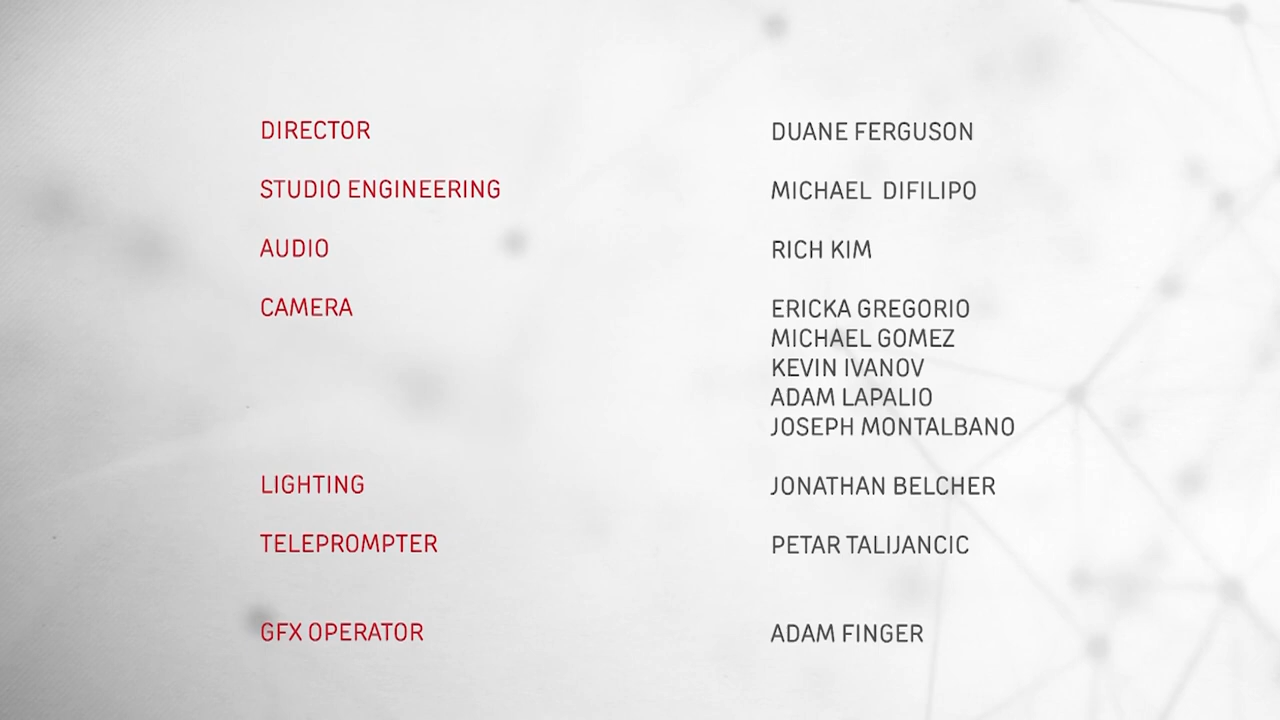 DIRECTOR DUANE FERGUSON
STUDIO ENGINEERING MICHAEL  DIFILIPO
AUDIO RICH KIM
CAMERA ERICKA GREGORIO
MICHAEL GOMEZ
KEVIN IVANOV
ADAM LAPALIO
JOSEPH MONTALBANO
LIGHTING JONATHAN BELCHER
TELEPROMPTER PETAR TALIJANCIC
GFX OPERATOR ADAM FINGER